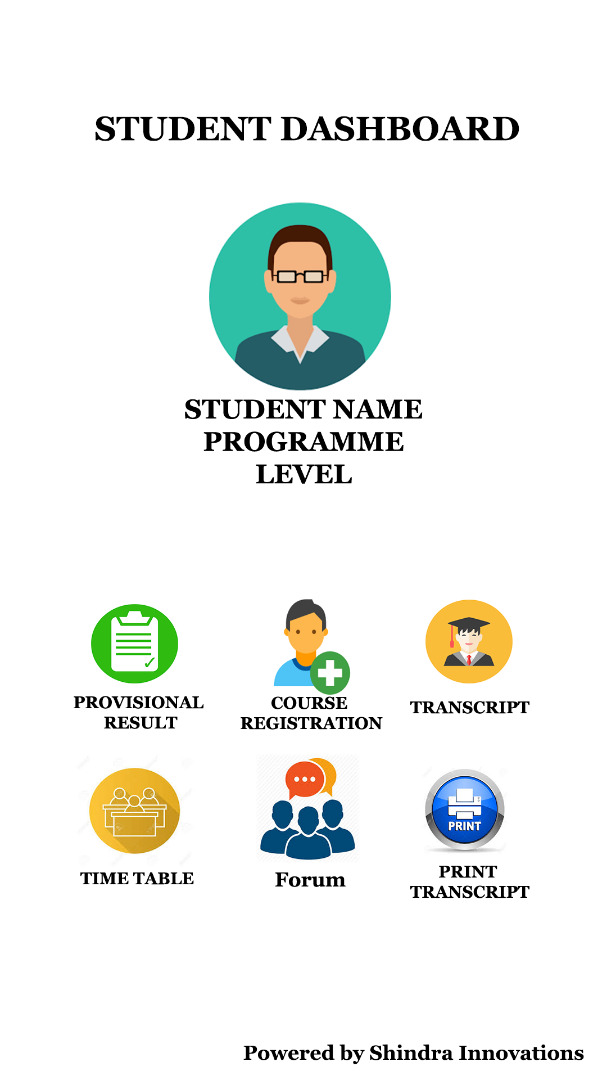 STUDENT DASHBOARD
STUDENT NAME
PROGRAMME
LEVEL
PROVISIONAL
RESULT
COURSE
REGISTRATION
TRANSCRIPT
PRINT
TIME TABLE
Forum
PRINT
TRANSCRIPT
Powered by Shindra Innovations